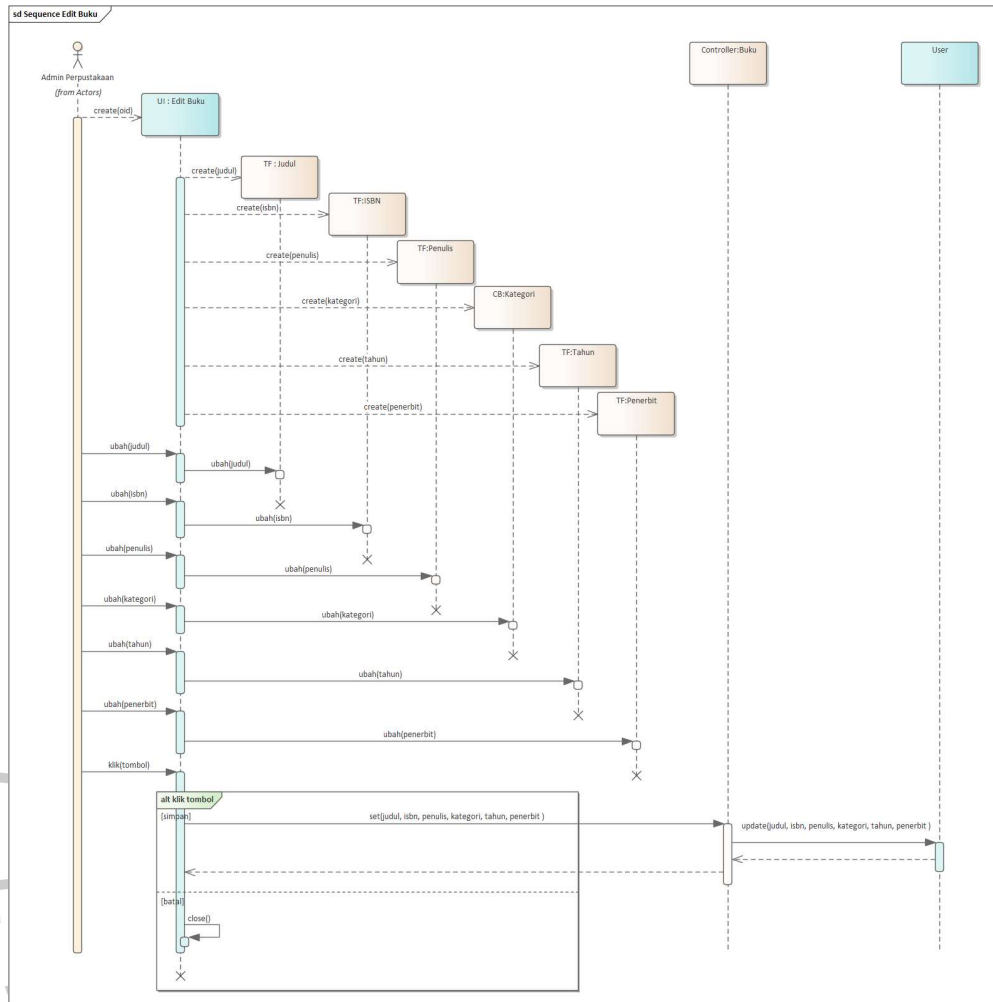 sd Sequence Edit Buku
Controller:Buku
User
Admin Perpustakaan
(from Actors)
create(oid)
UI : Edit Buku
create(judul)
TF : Judul
create(isbn)
TF:ISBN
create(penulis)
TF:Penulis
create(kategori)
CB:Kategori
create(tahun)
TF:Tahun
create(penerbit)
TF:Penerbit
ubah(judul)
ubah(judul)
ubah(isbn)
ubah(isbn)
ubah(penulis)
ubah(penulis)
ubah(kategori)
ubah(kategori)
ubah(tahun)
ubah(tahun)
ubah(penerbit)
ubah(penerbit)
klik(tombol)
alt klik tombol
[simpan]
set(judul, isbn, penulis, kategori, tahun, penerbit )
update(judul, isbn, penulis, kategori, tahun, penerbit )
[batal]
close()